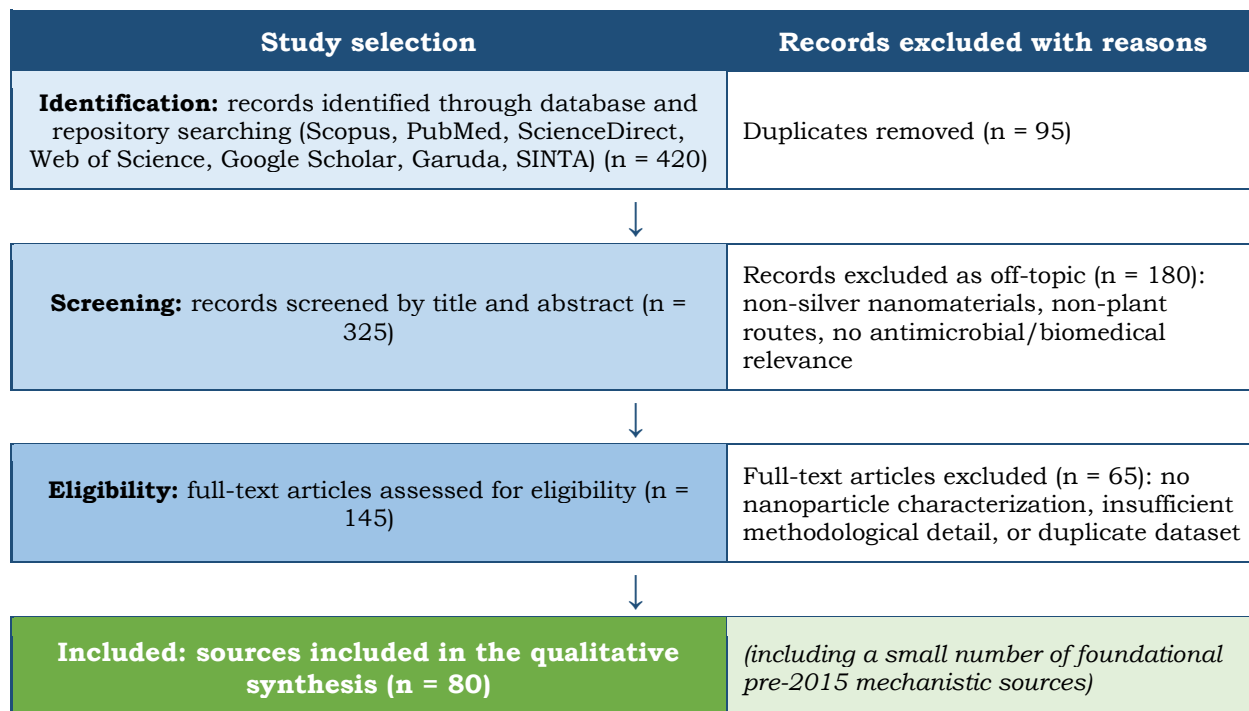 Study selection
Records excluded with reasons
Identification: records identified through database and
repository searching (Scopus, PubMed, ScienceDirect,
Web of Science, Google Scholar, Garuda, SINTA) (n = 420)
Duplicates removed (n = 95)
↓
Screening: records screened by title and abstract (n =
325)
Records excluded as off-topic (n = 180):
non-silver nanomaterials, non-plant
routes, no antimicrobial/biomedical
relevance
↓
Eligibility: full-text articles assessed for eligibility (n =
145)
Full-text articles excluded (n = 65): no
nanoparticle characterization, insufficient
methodological detail, or duplicate dataset
↓
Included: sources included in the qualitative
synthesis (n = 80)
(including a small number of foundational
pre-2015 mechanistic sources)